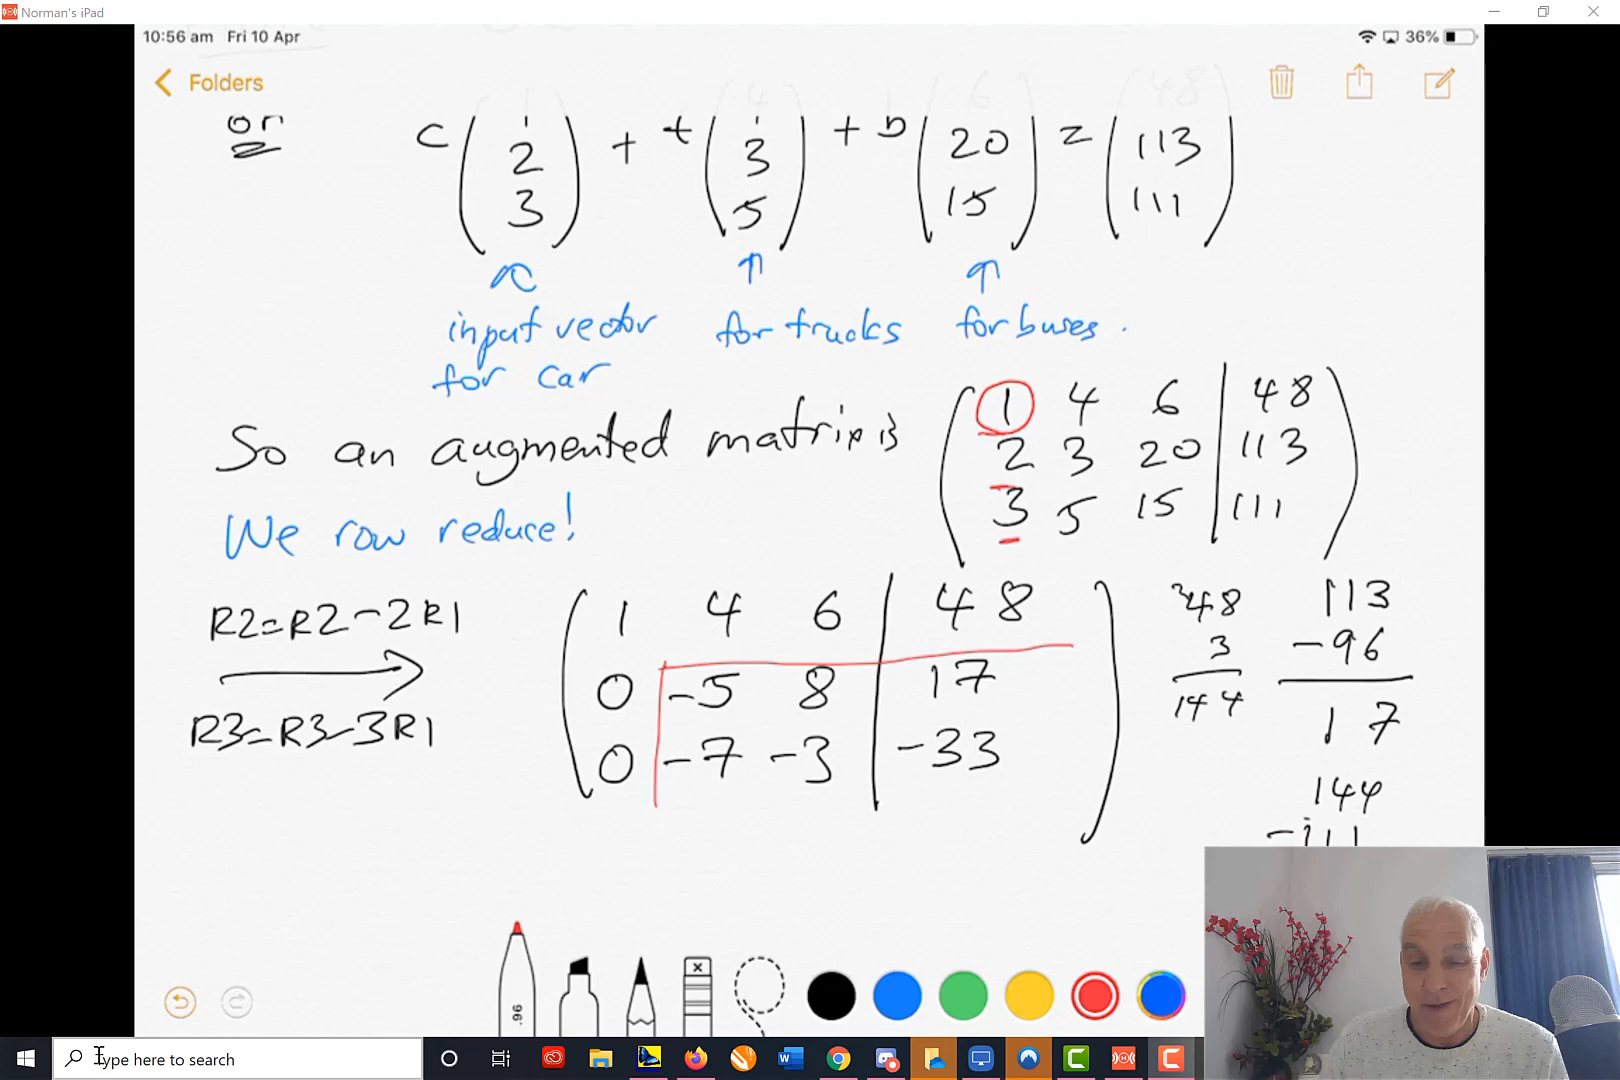 Norman's iPad
10:56 am Fri 10 Apr
36%
Folders
or
c ( 1 2 3 ) + t ( 4 3 5 ) + b ( 6 20 15 ) = ( 48 113 111 )
input vector for trucks for buses.
for car
So an augmented matrix is
1 4 6 | 48
2 3 20 | 113
3 5 15 | 111
We row reduce!
R2=R2-2R1
R3=R3-3R1
1 4 6 | 48
0 -5 8 | 17
0 -7 -3 | -33
²48
3
144
113
-96
17
144
-111
.96
Type here to search